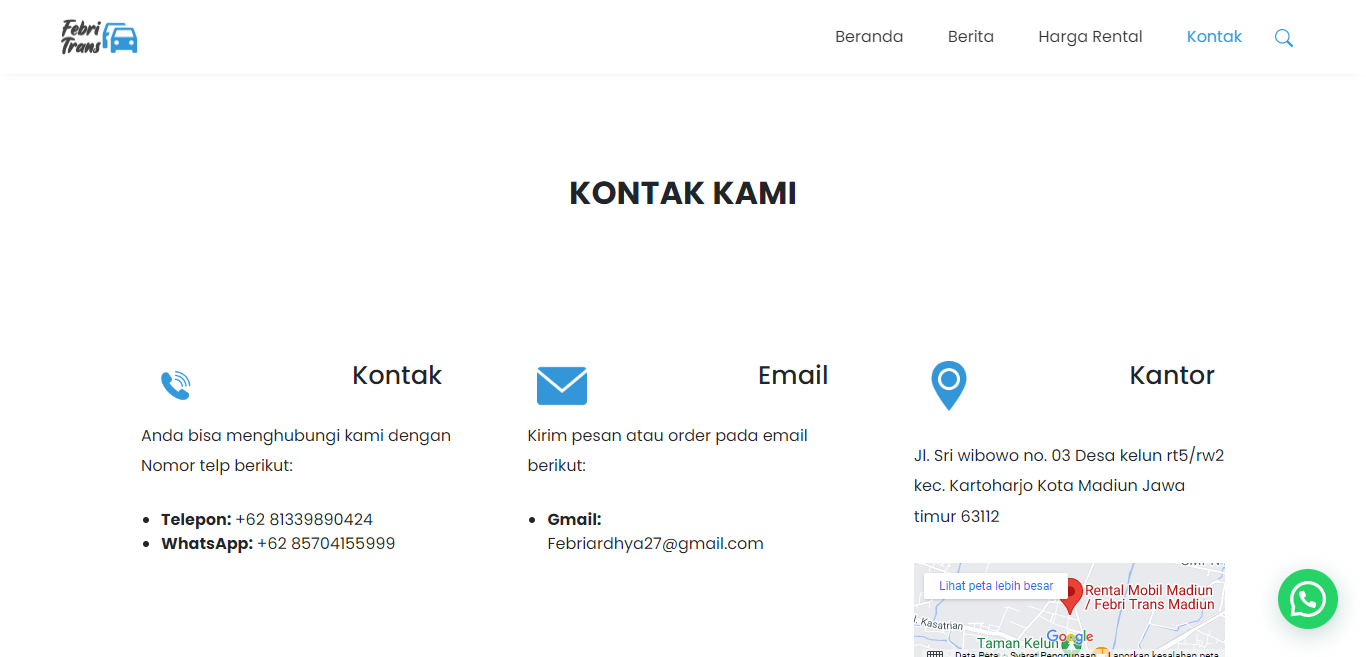 Febri
Trans
Beranda
Berita
Harga Rental
Kontak
KONTAK KAMI
Kontak
Anda bisa menghubungi kami dengan
Nomor telp berikut:
Telepon: +62 81339890424
WhatsApp: +62 85704155999
Email
Kirim pesan atau order pada email
berikut:
Gmail:
Febriardhya27@gmail.com
Kantor
Jl. Sri wibowo no. 03 Desa kelun rt5/rw2
kec. Kartoharjo Kota Madiun Jawa
timur 63112
Lihat peta lebih besar
Rental Mobil Madiun
/ Febri Trans Madiun
Kasatrian
Taman Kelun
Google
Data Peta
Syarat Penggunaan
Laporkan kesalahan peta